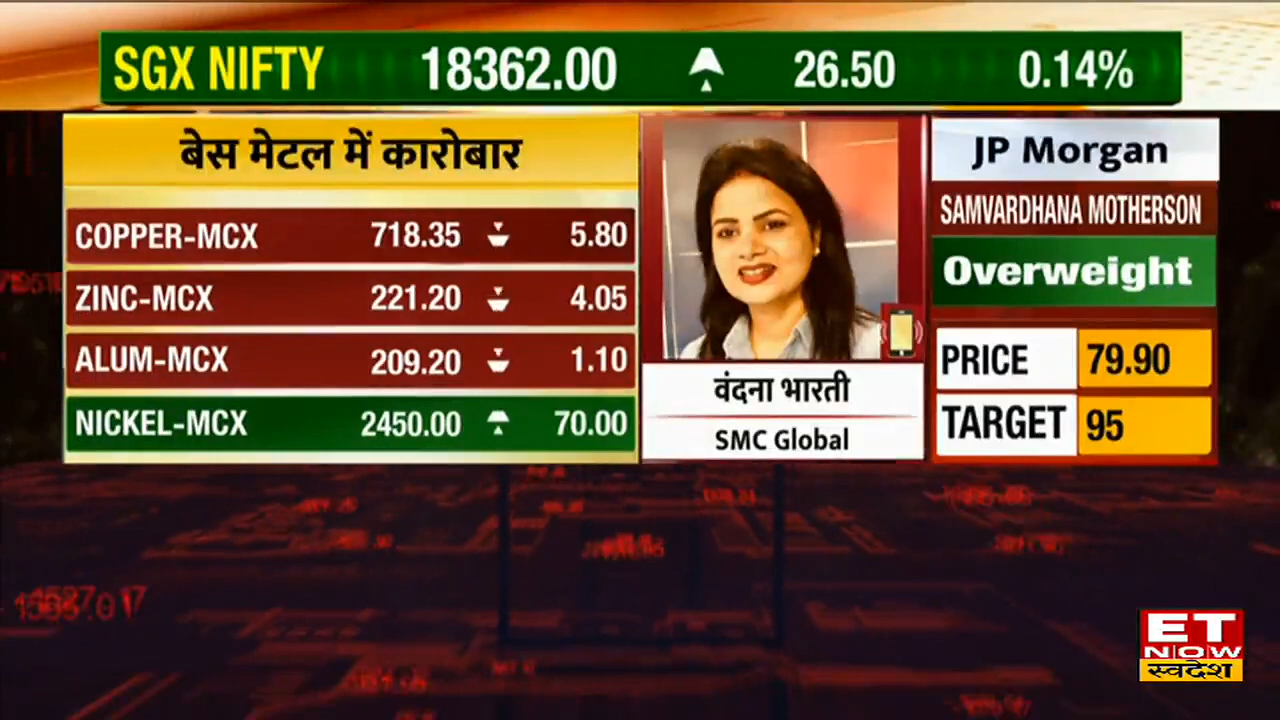 SGX NIFTY 18362.00 26.50 0.14%
बेस मेटल में कारोबार
COPPER-MCX 718.35 5.80
ZINC-MCX 221.20 4.05
ALUM-MCX 209.20 1.10
NICKEL-MCX 2450.00 70.00
वंदना भारती
SMC Global
JP Morgan
SAMVARDHANA MOTHERSON
Overweight
PRICE 79.90
TARGET 95
ET
NOW
स्वदेश